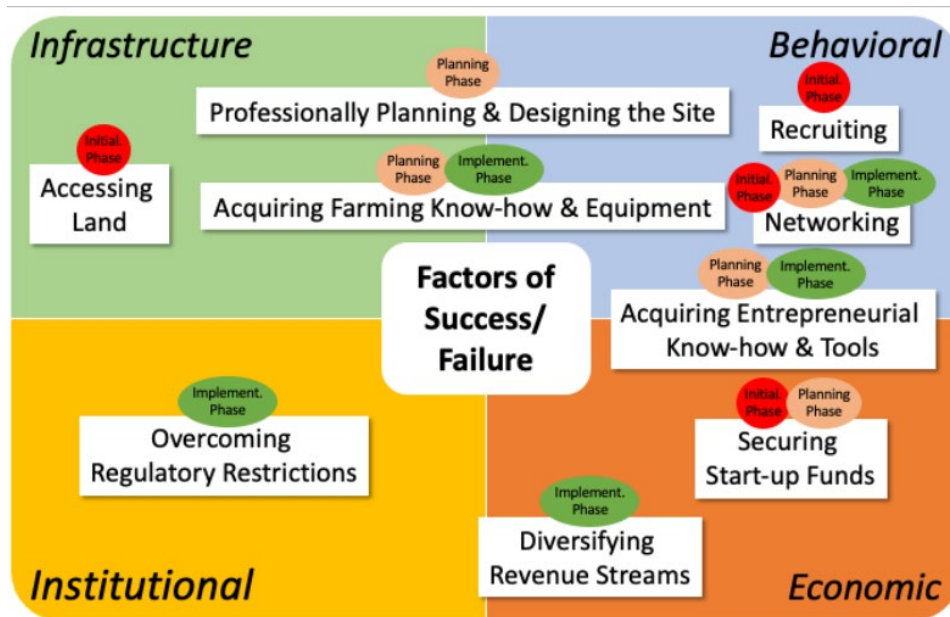 Infrastructure
Behavioral
Planning
Phase
Professionally Planning & Designing the Site
Initial.
Phase
Recruiting
Initial.
Phase
Accessing
Land
Planning
Phase
Implement.
Phase
Acquiring Farming Know-how & Equipment
Initial.
Phase
Planning
Phase
Implement.
Phase
Networking
Factors of
Success/
Failure
Planning
Phase
Implement.
Phase
Acquiring Entrepreneurial
Know-how & Tools
Implement.
Phase
Overcoming
Regulatory Restrictions
Initial.
Phase
Planning
Phase
Securing
Start-up Funds
Implement.
Phase
Diversifying
Revenue Streams
Institutional
Economic